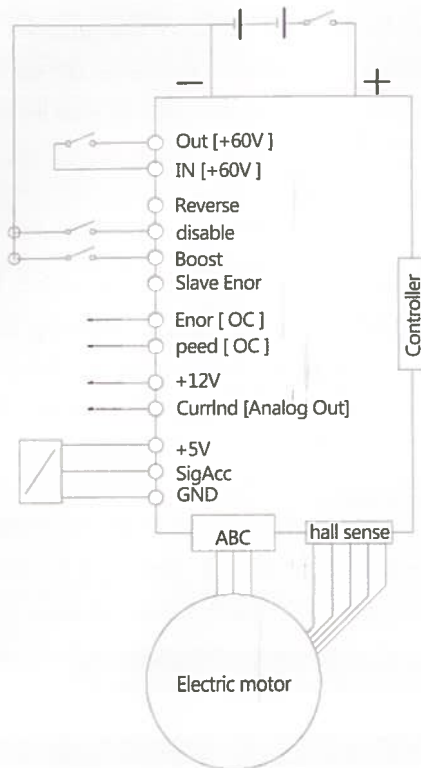 − +
Out [+60V ]
IN [+60V ]
Reverse
disable
Boost
Slave Enor
Enor [ OC ]
peed [ OC ]
+12V
CurrInd [Analog Out]
+5V
SigAcc
GND
Controller
ABC
hall sense
Electric motor